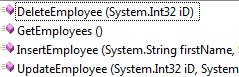 DeleteEmployee (System.Int32 iD)
GetEmployees ()
InsertEmployee (System.String firstName,
UpdateEmployee (System.Int32 iD, System